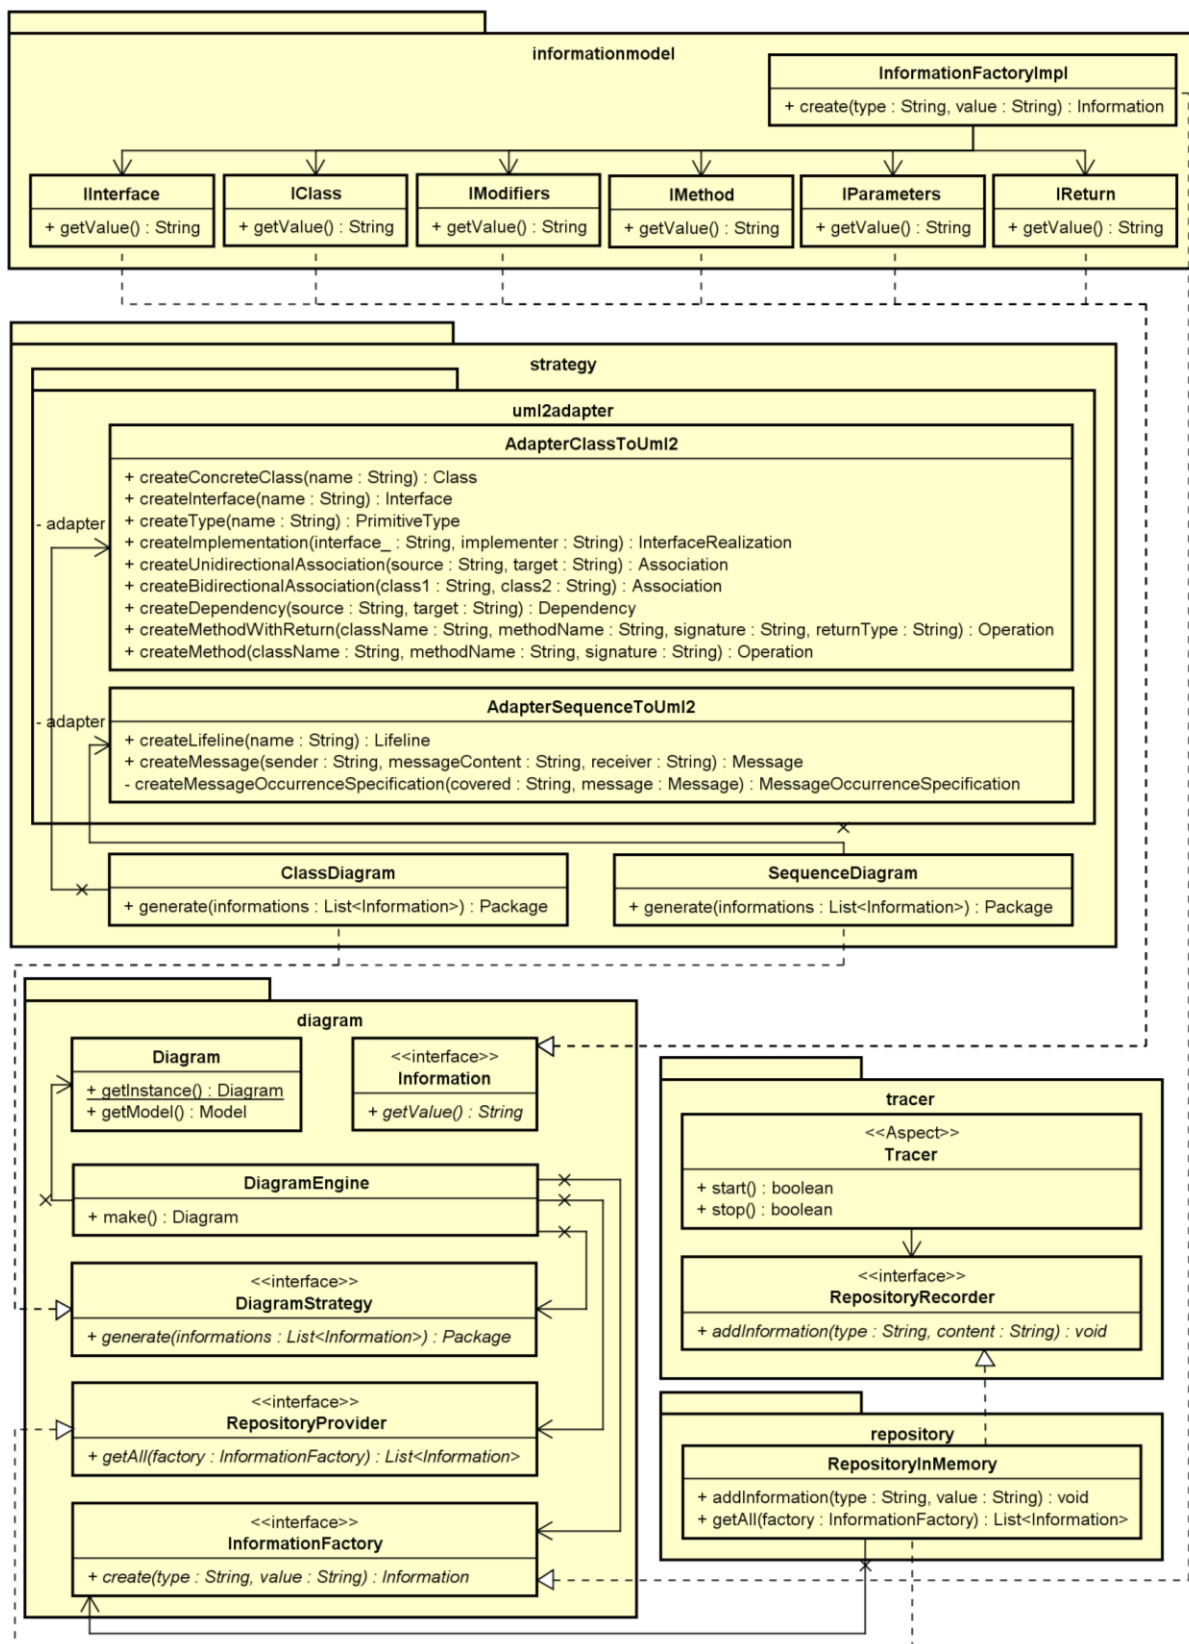 informationmodel
InformationFactoryImpl
+ create(type : String, value : String) : Information
IInterface
+ getValue() : String
IClass
+ getValue() : String
IModifiers
+ getValue() : String
IMethod
+ getValue() : String
IParameters
+ getValue() : String
IReturn
+ getValue() : String
strategy
uml2adapter
AdapterClassToUml2
+ createConcreteClass(name : String) : Class
+ createInterface(name : String) : Interface
+ createType(name : String) : PrimitiveType
+ createImplementation(interface_ : String, implementer : String) : InterfaceRealization
+ createUnidirectionalAssociation(source : String, target : String) : Association
+ createBidirectionalAssociation(class1 : String, class2 : String) : Association
+ createDependency(source : String, target : String) : Dependency
+ createMethodWithReturn(className : String, methodName : String, signature : String, returnType : String) : Operation
+ createMethod(className : String, methodName : String, signature : String) : Operation
- adapter
AdapterSequenceToUml2
+ createLifeline(name : String) : Lifeline
+ createMessage(sender : String, messageContent : String, receiver : String) : Message
- createMessageOccurrenceSpecification(covered : String, message : Message) : MessageOccurrenceSpecification
- adapter
ClassDiagram
+ generate(informations : List<Information>) : Package
SequenceDiagram
+ generate(informations : List<Information>) : Package
diagram
Diagram
+ getInstance() : Diagram
+ getModel() : Model
<<interface>>
Information
+ getValue() : String
DiagramEngine
+ make() : Diagram
<<interface>>
DiagramStrategy
+ generate(informations : List<Information>) : Package
<<interface>>
RepositoryProvider
+ getAll(factory : InformationFactory) : List<Information>
<<interface>>
InformationFactory
+ create(type : String, value : String) : Information
tracer
<<Aspect>>
Tracer
+ start() : boolean
+ stop() : boolean
<<interface>>
RepositoryRecorder
+ addInformation(type : String, content : String) : void
repository
RepositoryInMemory
+ addInformation(type : String, value : String) : void
+ getAll(factory : InformationFactory) : List<Information>